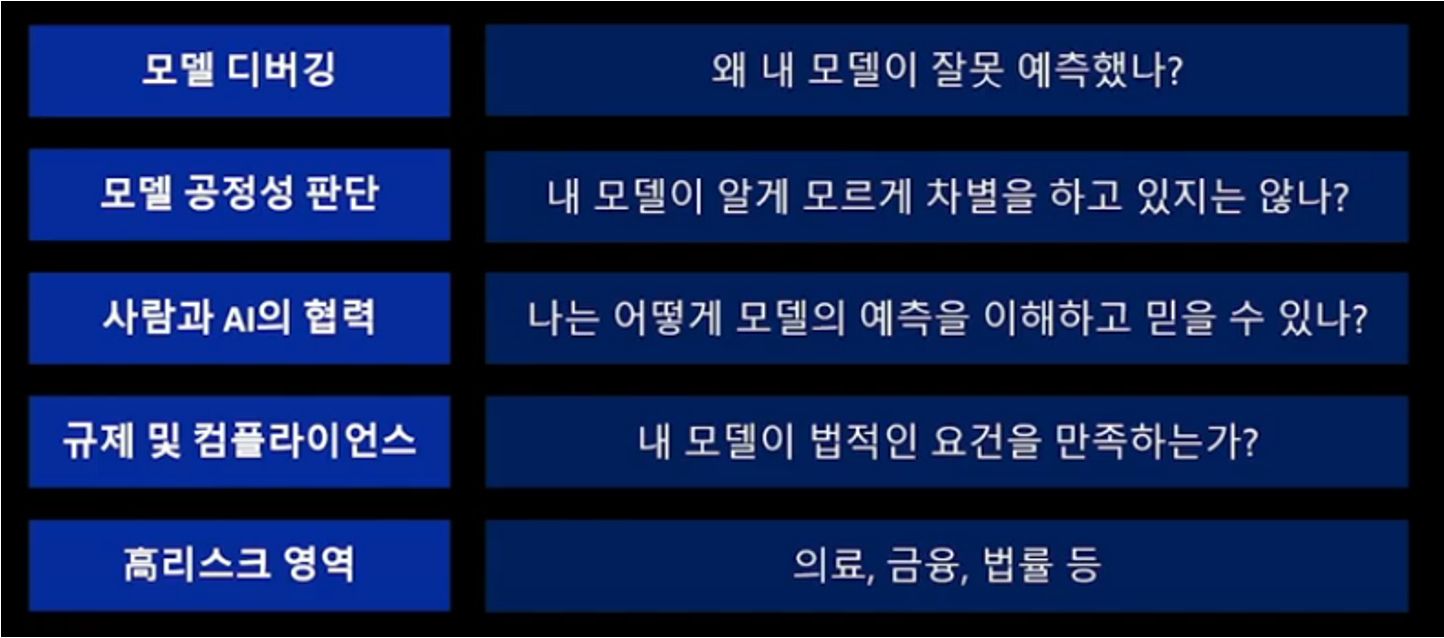 모델 디버깅
왜 내 모델이 잘못 예측했나?
모델 공정성 판단
내 모델이 알게 모르게 차별을 하고 있지는 않나?
사람과 AI의 협력
나는 어떻게 모델의 예측을 이해하고 믿을 수 있나?
규제 및 컴플라이언스
내 모델이 법적인 요건을 만족하는가?
高리스크 영역
의료, 금융, 법률 등